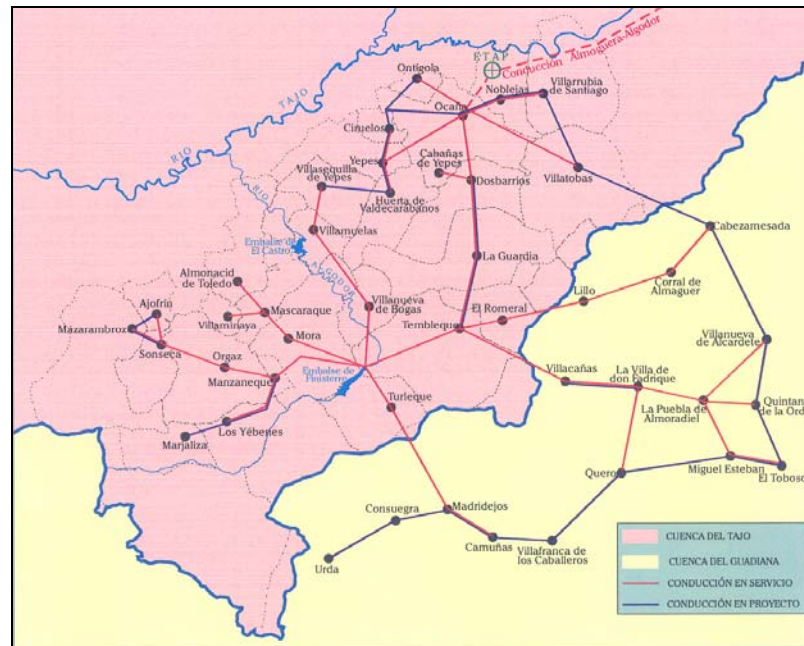 Conducción Almoguera-Algodor
ETAP
Ontígola
Noblejas
Villarrubia
de Santiago
Ocaña
RIO TAJO
Ciruelos
Yepes
Cabañas
de Yepes
Villasequilla
de Yepes
Dosbarrios
Villatobas
Huerta de
Valdecarábanos
RIO ALGODOR
Villamuelas
Embalse de
El Castro
La Guardia
Cabezamesada
Almonacid
de Toledo
Lillo
Corral de
Almaguer
Villanueva
de Bogas
Ajofrín
Mascaraque
El Romeral
Tembleque
Mázarambroz
Villaminaya
Mora
Villanueva
de Alcardete
Sonseca
Orgaz
Manzaneque
Embalse de
Finisterre
Villacañas
La Villa de
don Fadrique
Turleque
La Puebla de
Almoradiel
Quintan
de la Ord
Los Yébenes
Marjaliza
Miguel Esteban
El Toboso
Quero
Consuegra
Madridejos
Camuñas
Villafranca de
los Caballeros
Urda
CUENCA DEL TAJO
CUENCA DEL GUADIANA
CONDUCCIÓN EN SERVICIO
CONDUCCIÓN EN PROYECTO